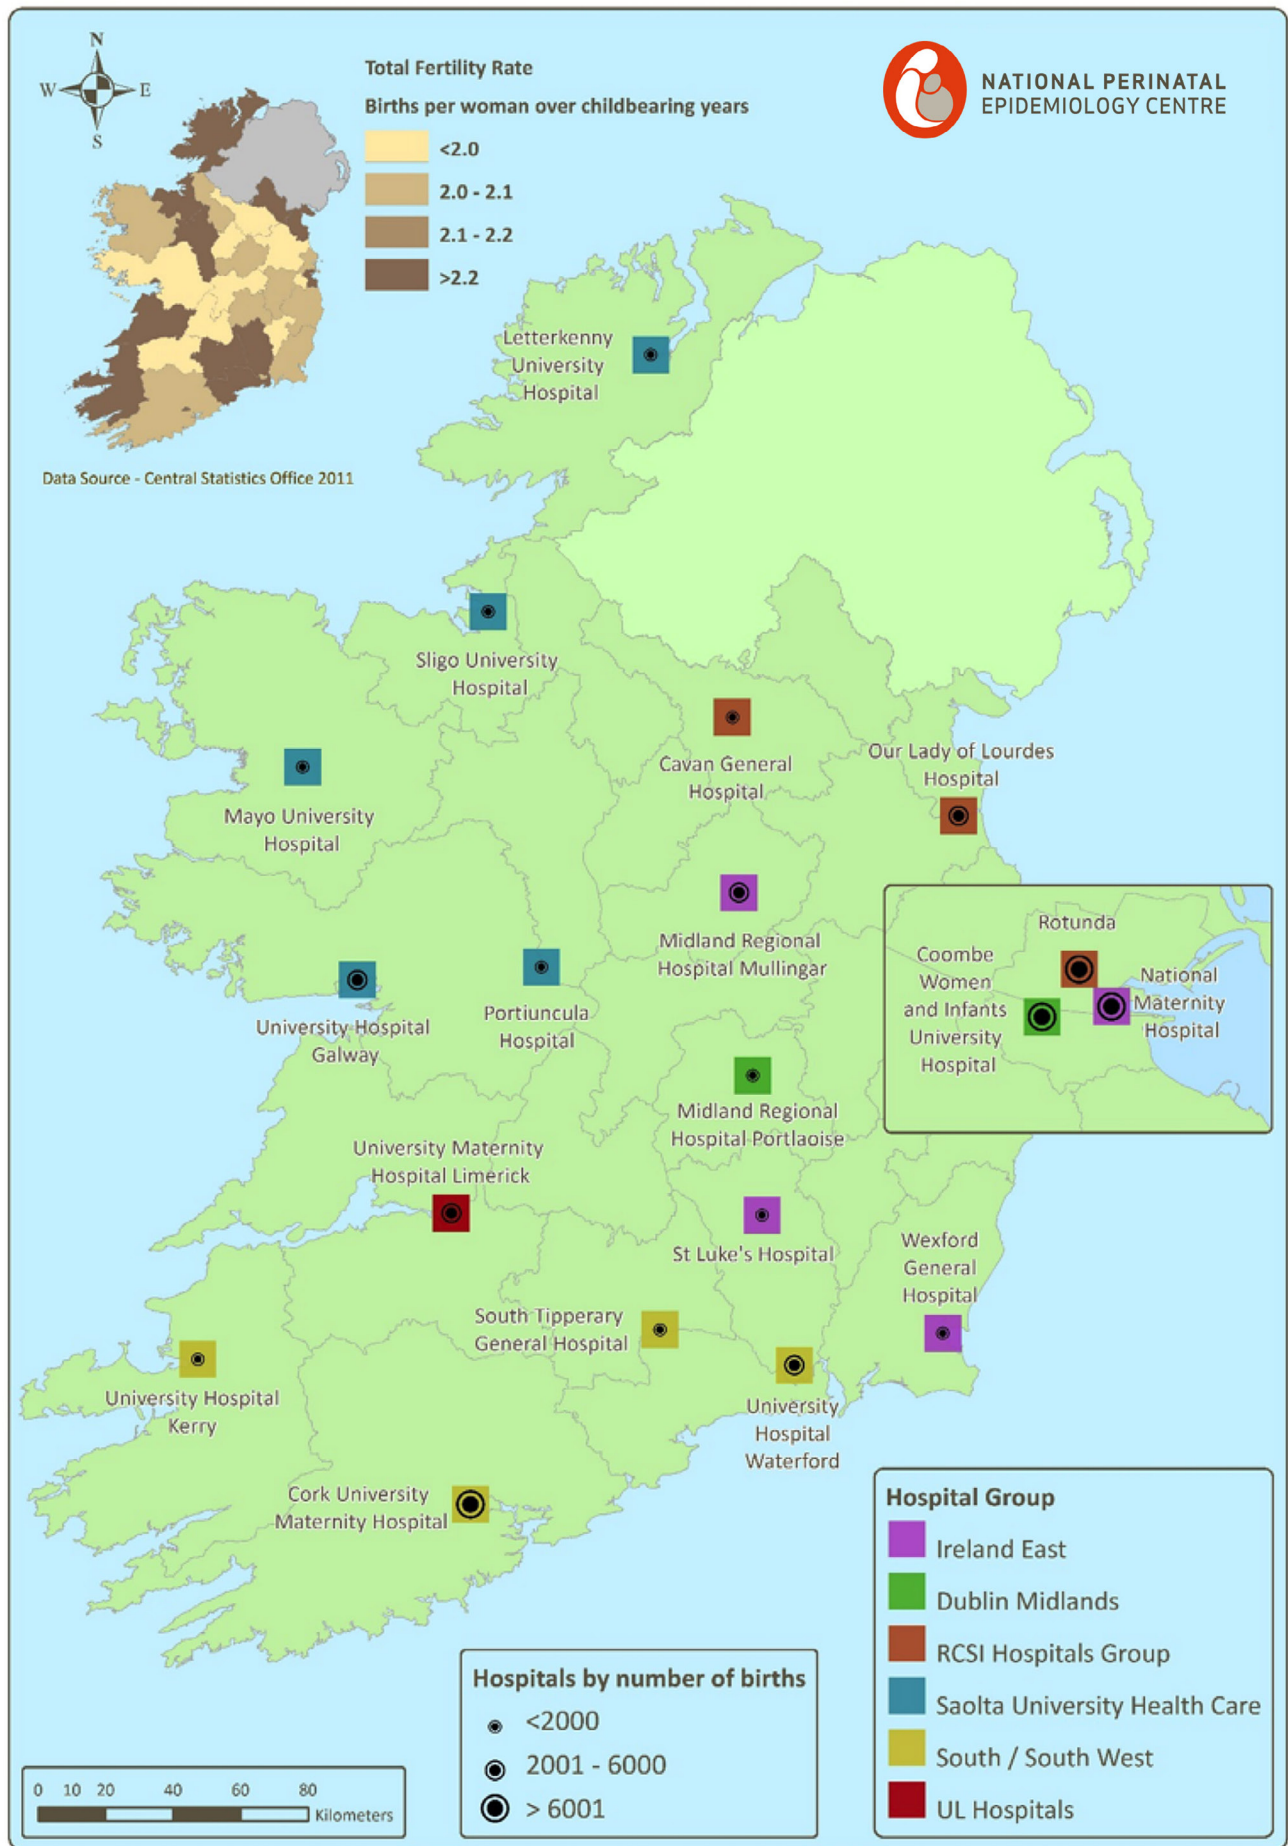 N
W
E
S
Total Fertility Rate
Births per woman over childbearing years
<2.0
2.0 - 2.1
2.1 - 2.2
>2.2
NATIONAL PERINATAL
EPIDEMIOLOGY CENTRE
Data Source - Central Statistics Office 2011
Letterkenny
University
Hospital
Sligo University
Hospital
Cavan General
Hospital
Our Lady of Lourdes
Hospital
Mayo University
Hospital
Midland Regional
Hospital Mullingar
Rotunda
Coombe
Women
and Infants
University
Hospital
National
Maternity
Hospital
University Hospital
Galway
Portiuncula
Hospital
Midland Regional
Hospital Portlaoise
University Maternity
Hospital Limerick
St Luke's Hospital
Wexford
General
Hospital
South Tipperary
General Hospital
University Hospital
Kerry
University
Hospital
Waterford
Cork University
Maternity Hospital
Hospital Group
Ireland East
Dublin Midlands
RCSI Hospitals Group
Saolta University Health Care
South / South West
UL Hospitals
Hospitals by number of births
<2000
2001 - 6000
> 6001
0 10 20 40 60 80
Kilometers